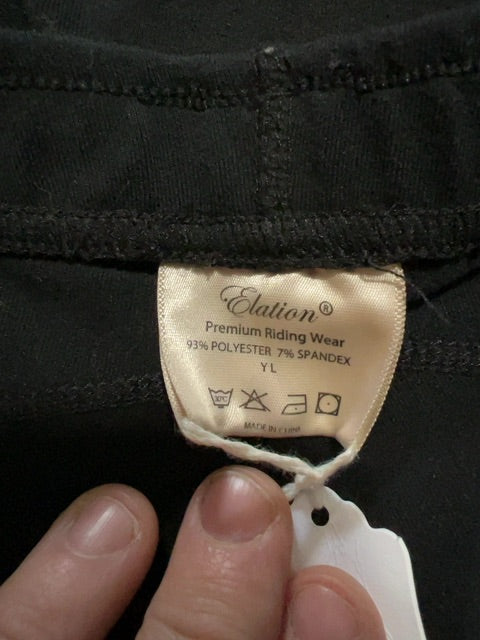 Elation®
Premium Riding Wear
93% POLYESTER 7% SPANDEX
YL
30°C
MADE IN CHINA